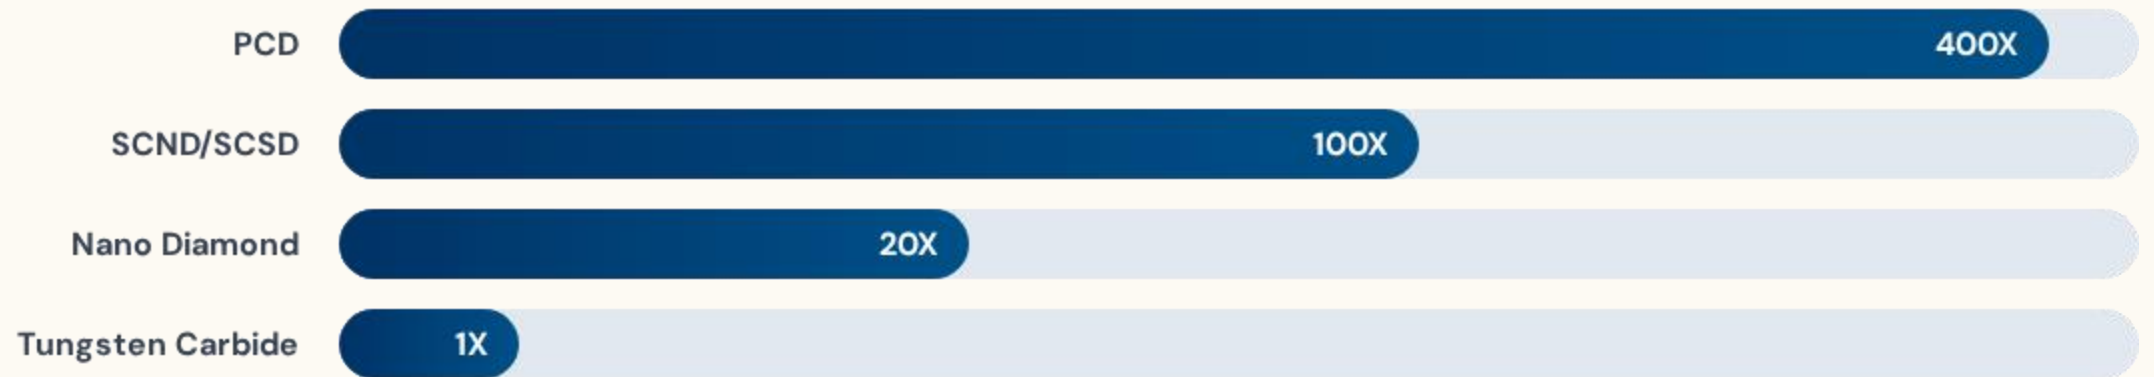 PCD 400X
SCND/SCSD 100X
Nano Diamond 20X
Tungsten Carbide 1X